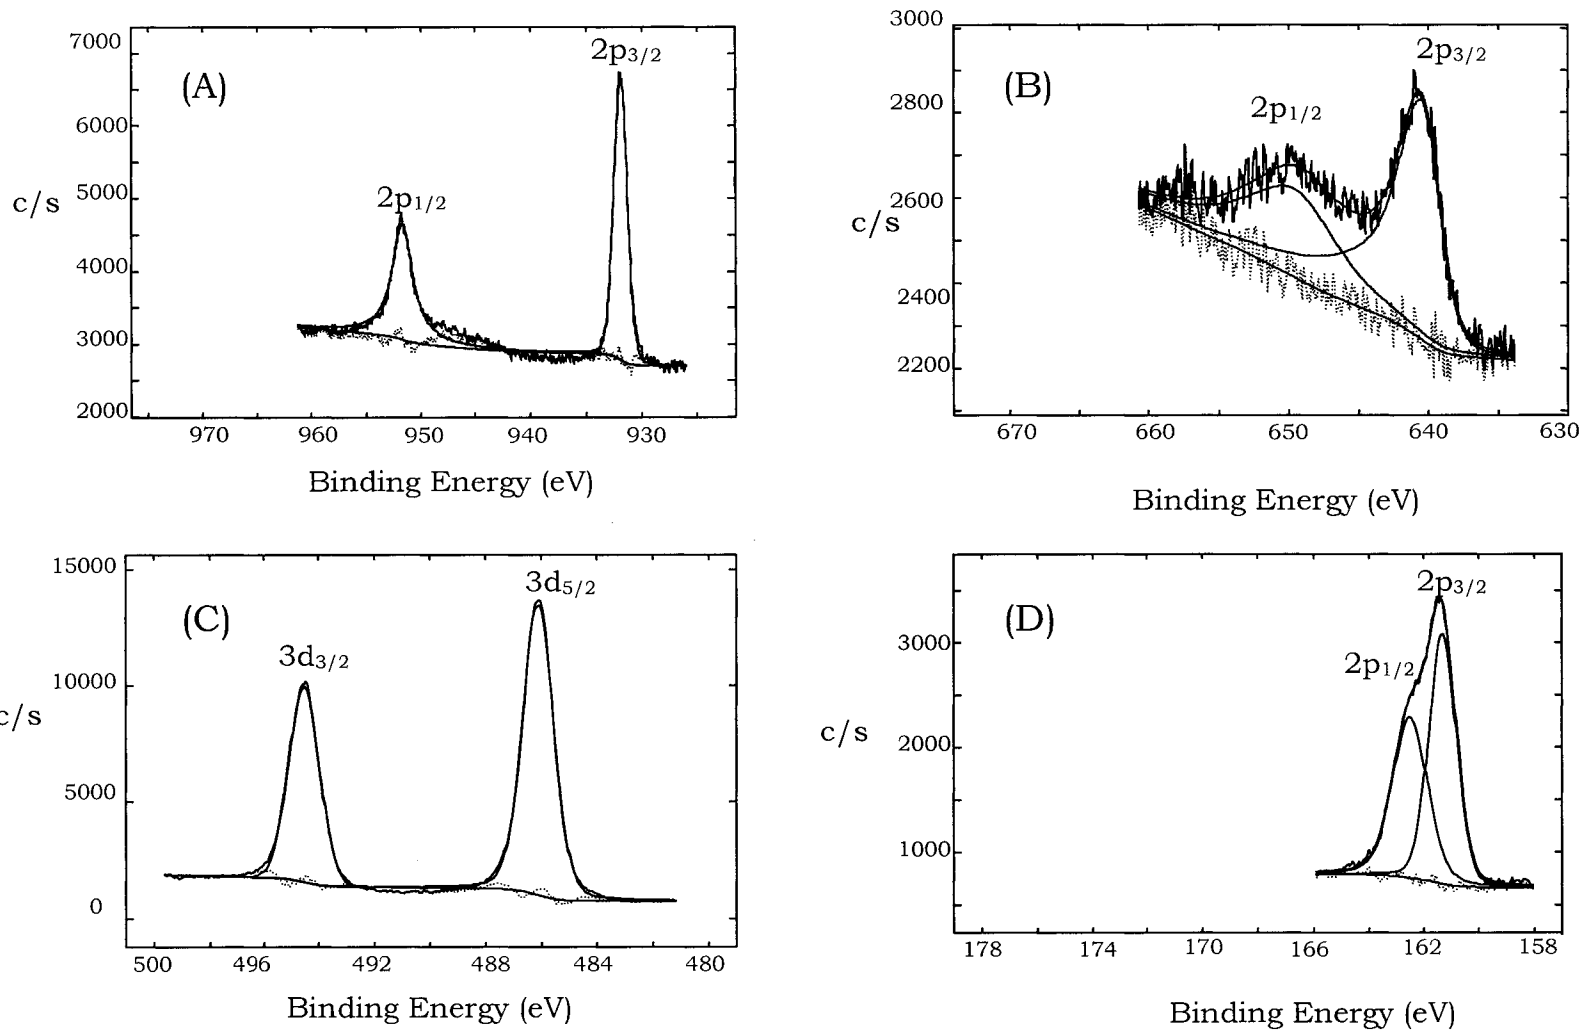 (A)
7000
6000
5000
4000
3000
2000
c/s
2p1/2
2p3/2
970 960 950 940 930
Binding Energy (eV)
(B)
3000
2800
2600
2400
2200
c/s
2p1/2
2p3/2
670 660 650 640 630
Binding Energy (eV)
(C)
15000
10000
5000
0
c/s
3d3/2
3d5/2
500 496 492 488 484 480
Binding Energy (eV)
(D)
3000
2000
1000
c/s
2p1/2
2p3/2
178 174 170 166 162 158
Binding Energy (eV)